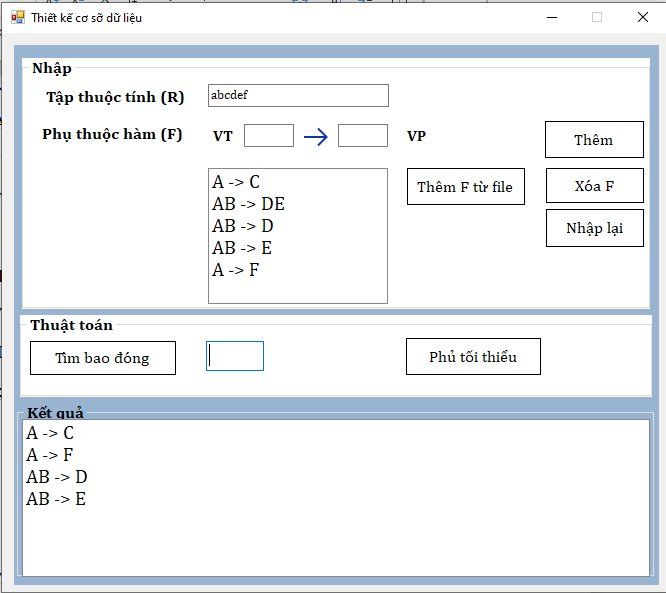 Thiết kế cơ sở dữ liệu
Nhập
Tập thuộc tính (R)
abcdef
Phụ thuộc hàm (F)
VT
VP
Thêm
A -> C
AB -> DE
AB -> D
AB -> E
A -> F
Thêm F từ file
Xóa F
Nhập lại
Thuật toán
Tìm bao đóng
Phủ tối thiểu
Kết quả
A -> C
A -> F
AB -> D
AB -> E